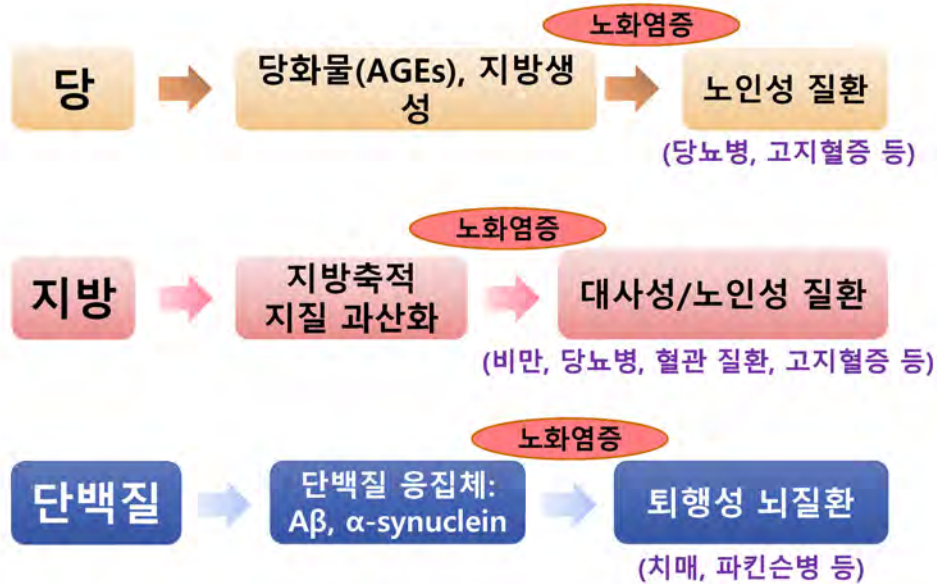 노화염증
당
당화물(AGEs), 지방생
성
노인성 질환
(당뇨병, 고지혈증 등)
노화염증
지방
지방축적
지질 과산화
대사성/노인성 질환
(비만, 당뇨병, 혈관 질환, 고지혈증 등)
노화염증
단백질
단백질 응집체:
Aβ, α-synuclein
퇴행성 뇌질환
(치매, 파킨슨병 등)